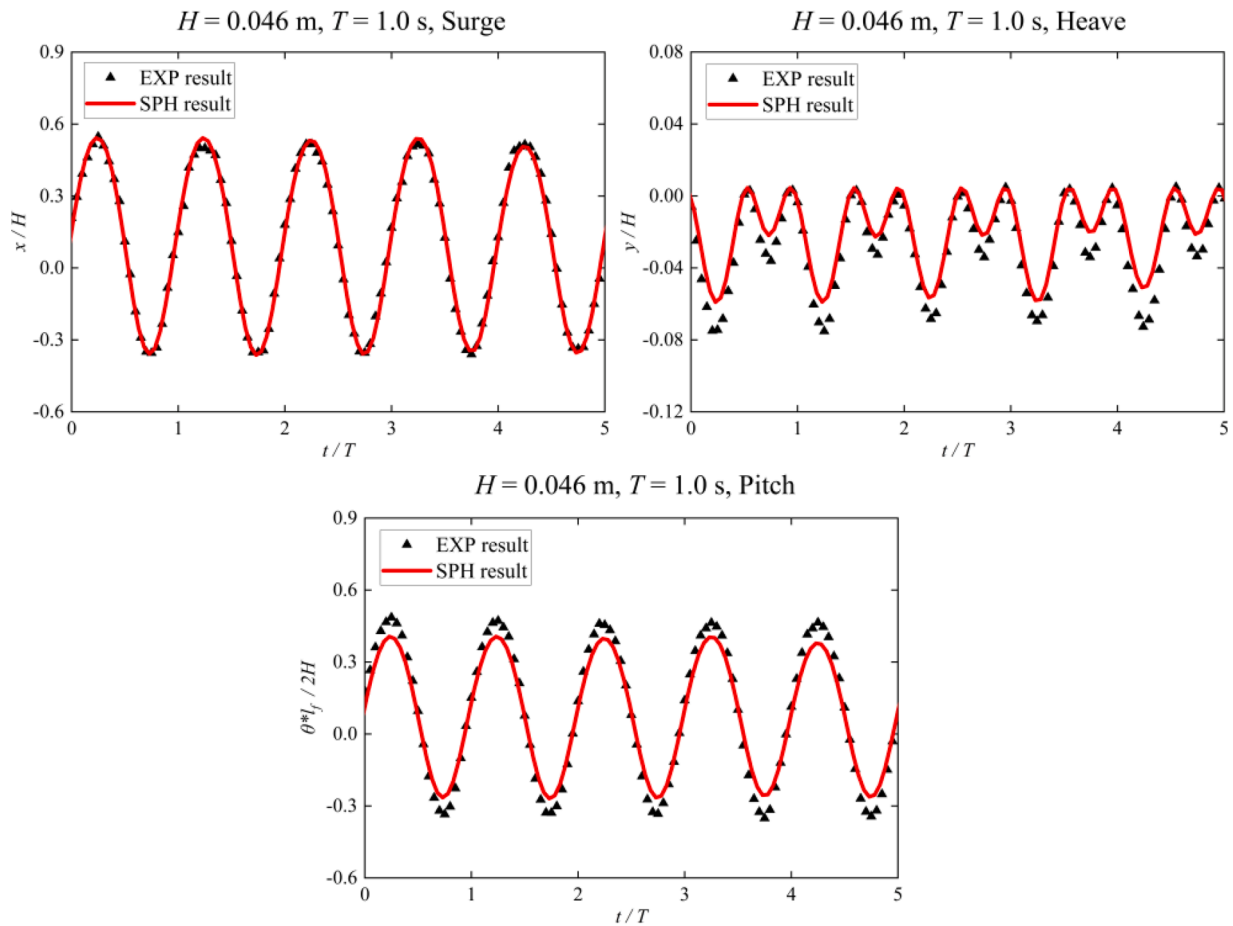 H = 0.046 m, T = 1.0 s, Surge
0.9
0.6
0.3
0.0
-0.3
-0.6
x / H
EXP result
SPH result
0 1 2 3 4 5
t / T
H = 0.046 m, T = 1.0 s, Heave
0.08
0.04
0.00
-0.04
-0.08
-0.12
y / H
EXP result
SPH result
0 1 2 3 4 5
t / T
H = 0.046 m, T = 1.0 s, Pitch
0.9
0.6
0.3
0.0
-0.3
-0.6
θ*l_f / 2H
EXP result
SPH result
0 1 2 3 4 5
t / T